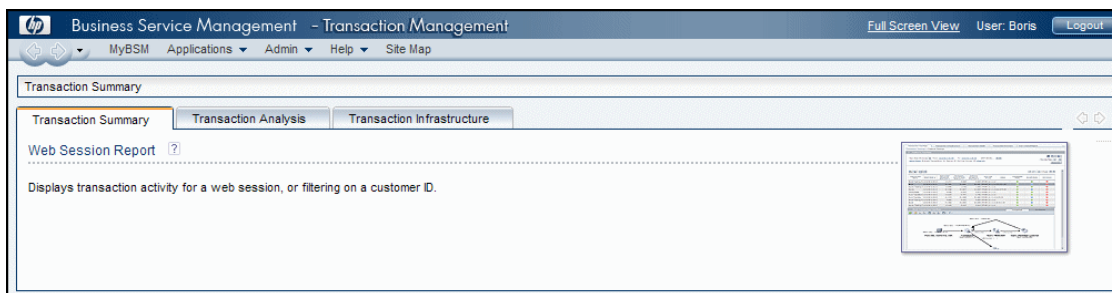 hp Business Service Management – Transaction Management Full Screen View User: Boris Logout
MyBSM Applications Admin Help Site Map
Transaction Summary
Transaction Summary Transaction Analysis Transaction Infrastructure
Web Session Report ?
Displays transaction activity for a web session, or filtering on a customer ID.